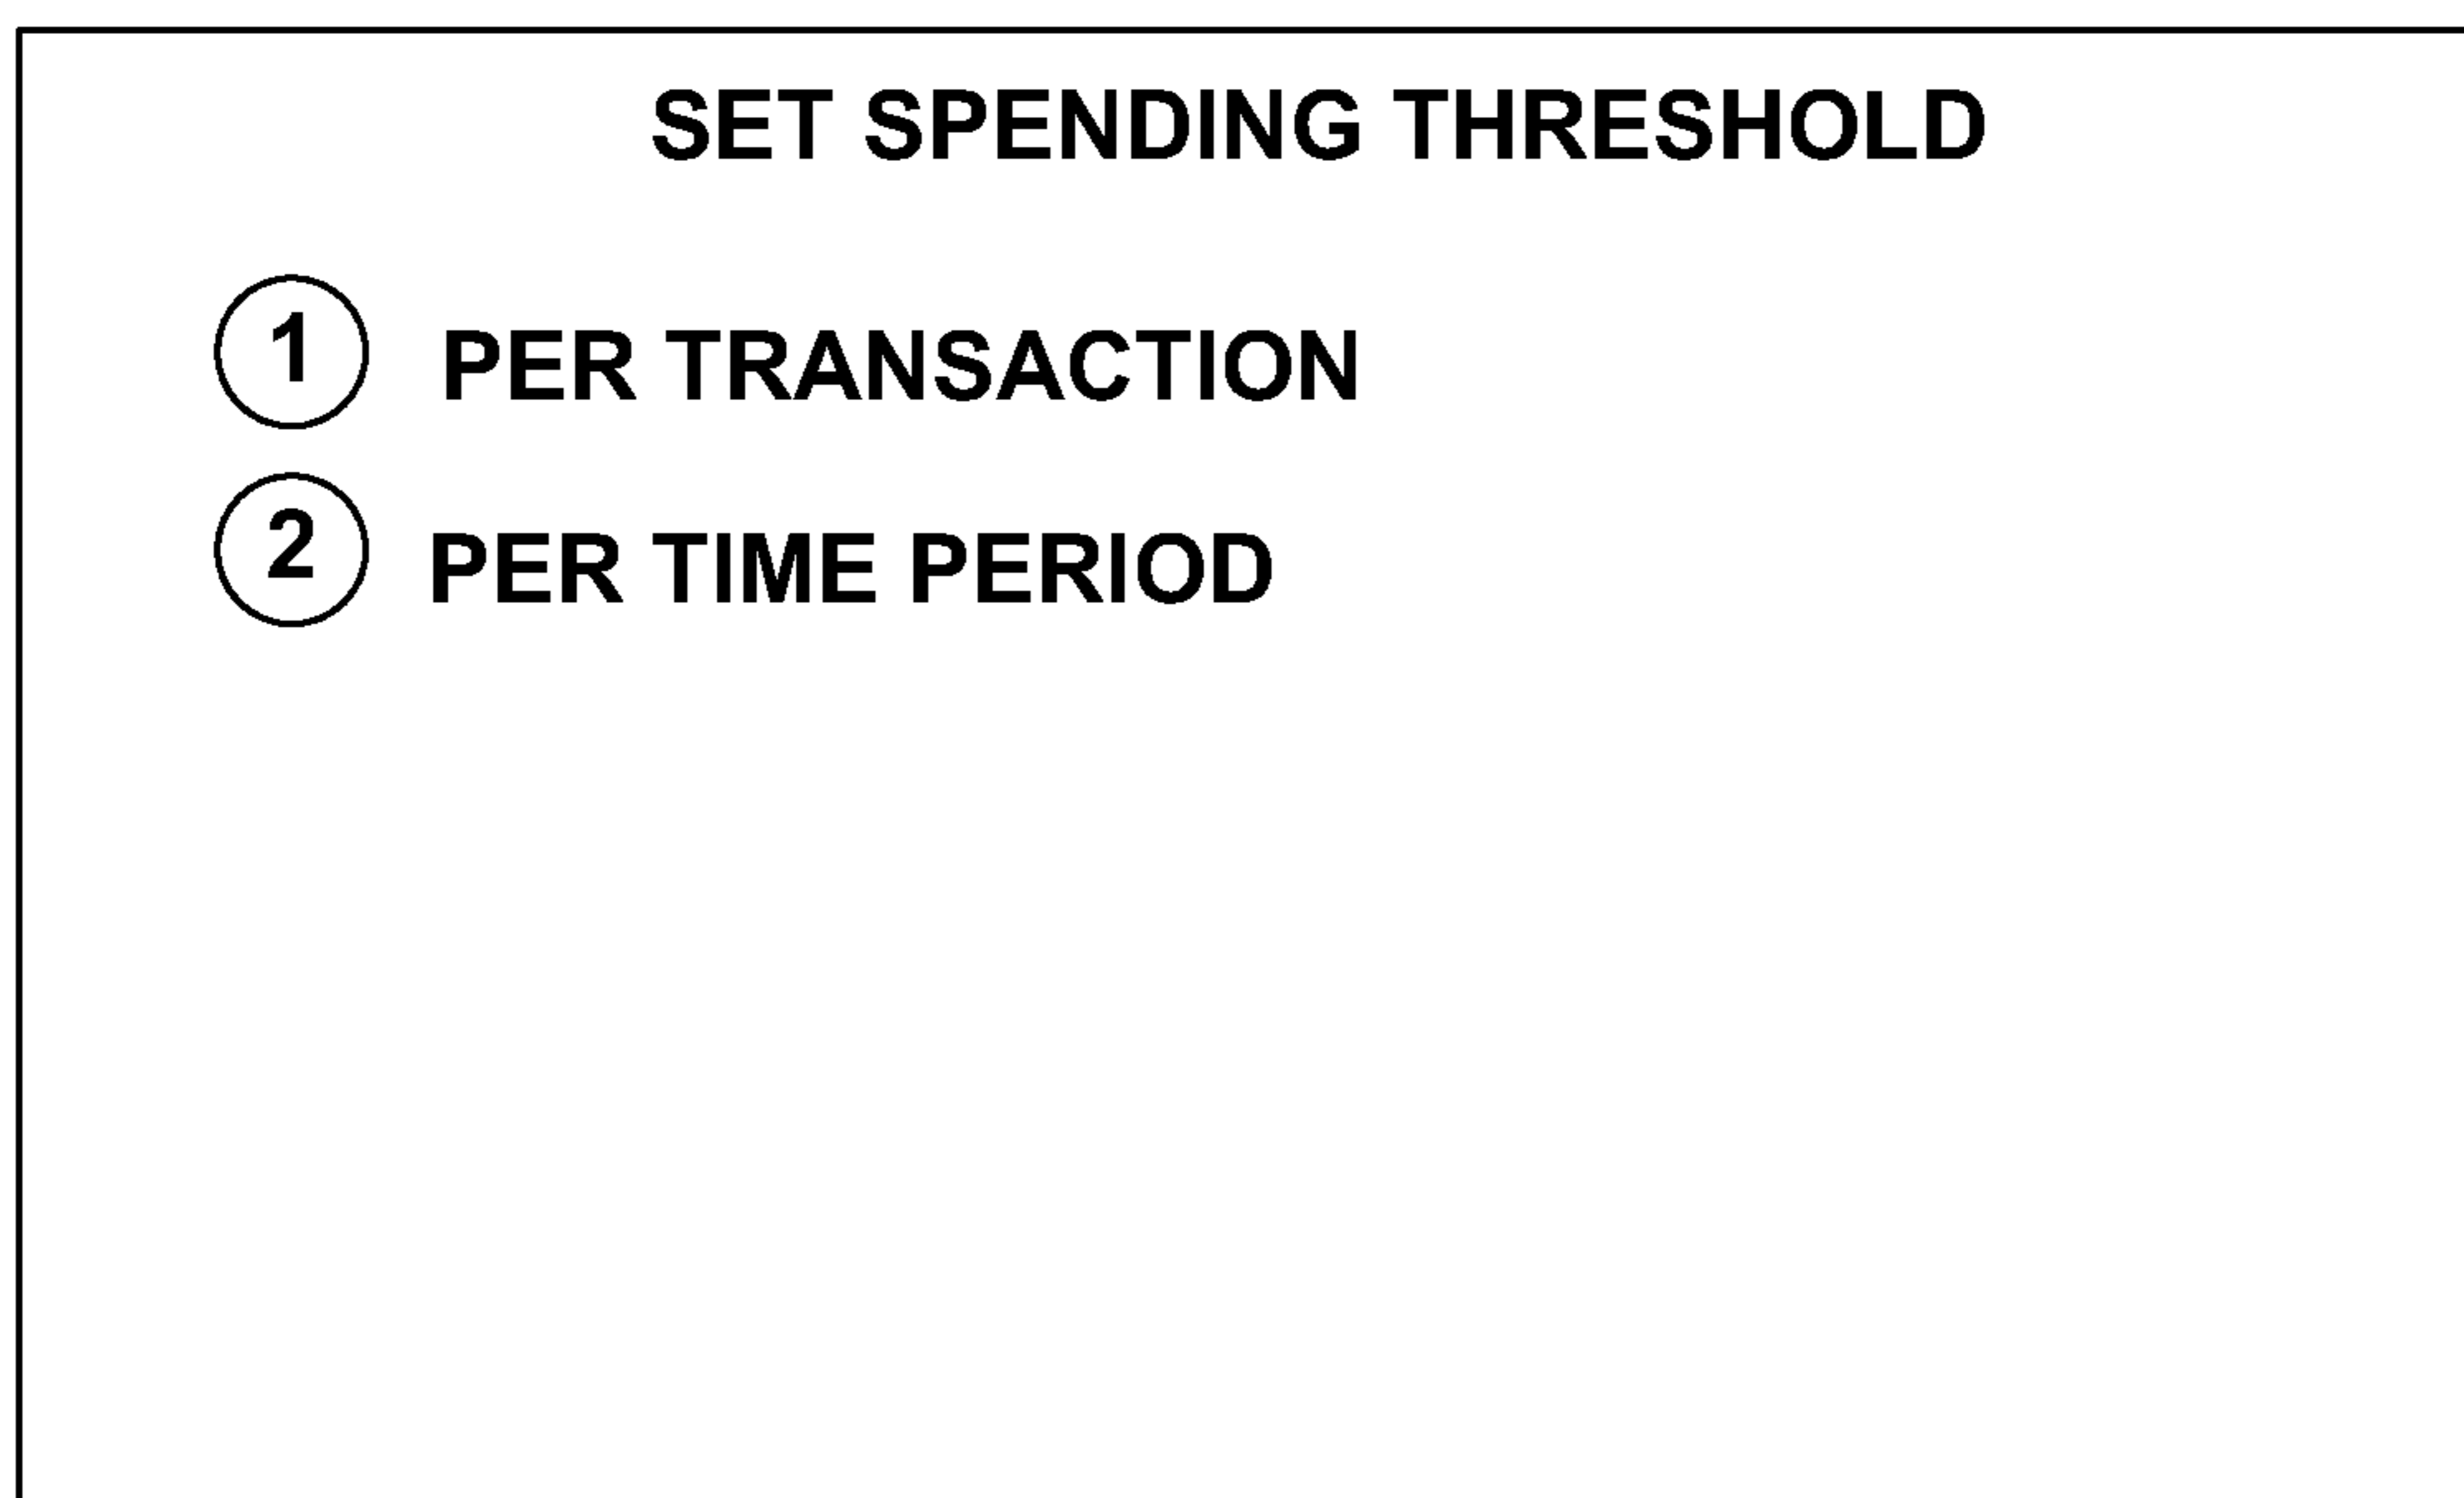 SET SPENDING THRESHOLD
1 PER TRANSACTION
2 PER TIME PERIOD